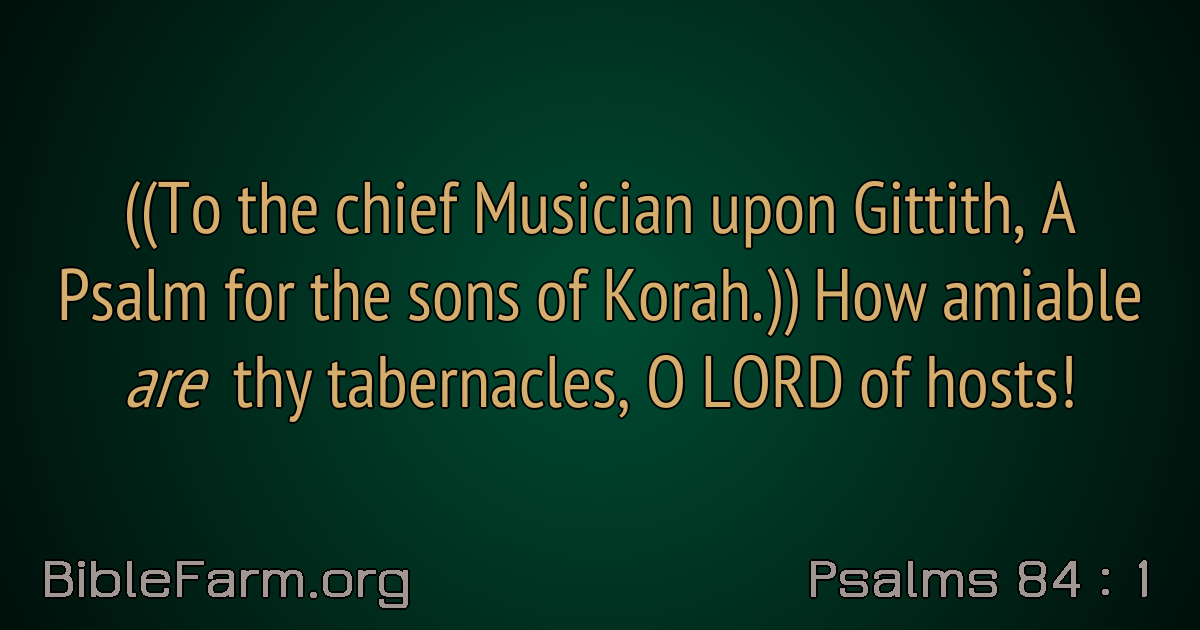 ((To the chief Musician upon Gittith, A
Psalm for the sons of Korah.)) How amiable
are thy tabernacles, O LORD of hosts!
BibleFarm.org
Psalms 84 : 1